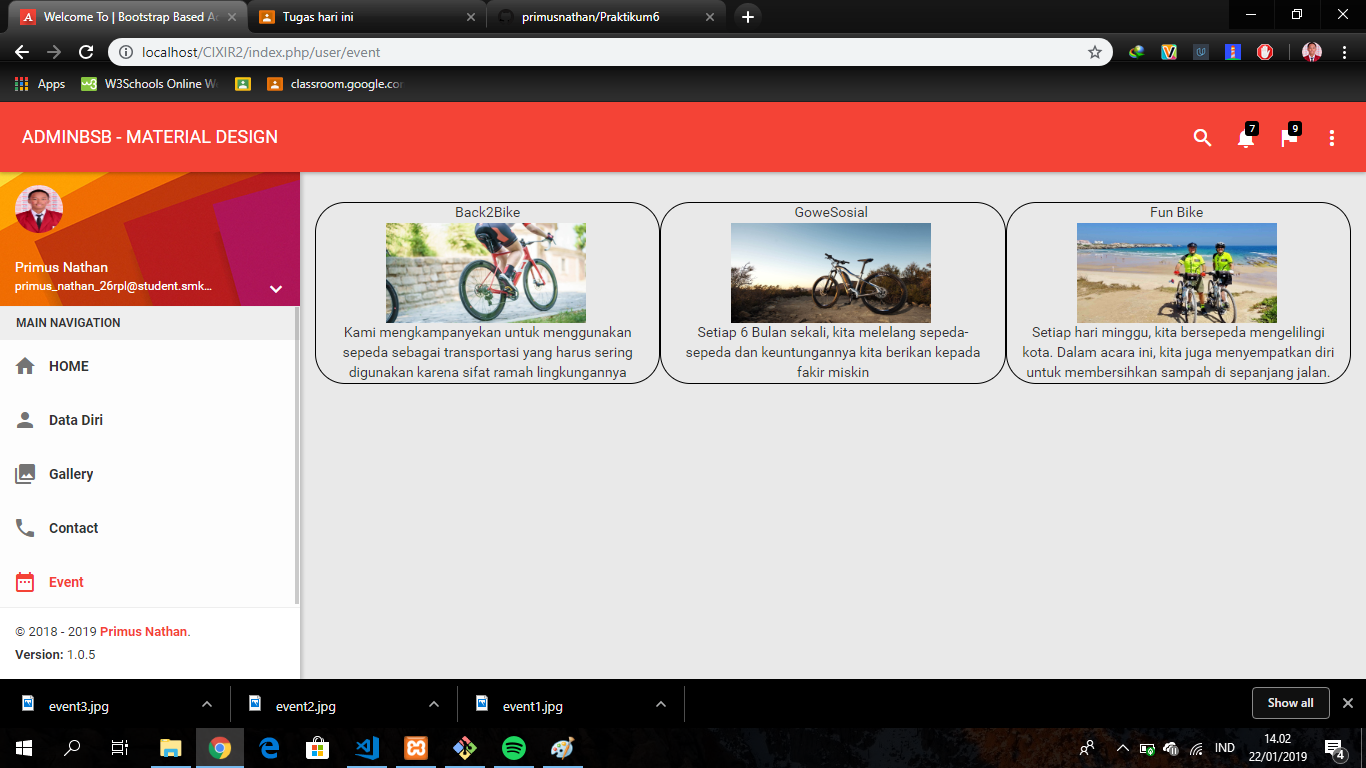 Welcome To | Bootstrap Based Ad
Tugas hari ini
primusnathan/Praktikum6
localhost/CIXIR2/index.php/user/event
Apps
W3Schools Online W
classroom.google.co
ADMINBSB - MATERIAL DESIGN
7
9
Primus Nathan
primus_nathan_26rpl@student.smk...
MAIN NAVIGATION
HOME
Data Diri
Gallery
Contact
Event
© 2018 - 2019 Primus Nathan.
Version: 1.0.5
Back2Bike
Kami mengkampanyekan untuk menggunakan
sepeda sebagai transportasi yang harus sering
digunakan karena sifat ramah lingkungannya
GoweSosial
Setiap 6 Bulan sekali, kita melelang sepeda-
sepeda dan keuntungannya kita berikan kepada
fakir miskin
Fun Bike
Setiap hari minggu, kita bersepeda mengelilingi
kota. Dalam acara ini, kita juga menyempatkan diri
untuk membersihkan sampah di sepanjang jalan.
event3.jpg
event2.jpg
event1.jpg
Show all
IND
14.02
22/01/2019
4